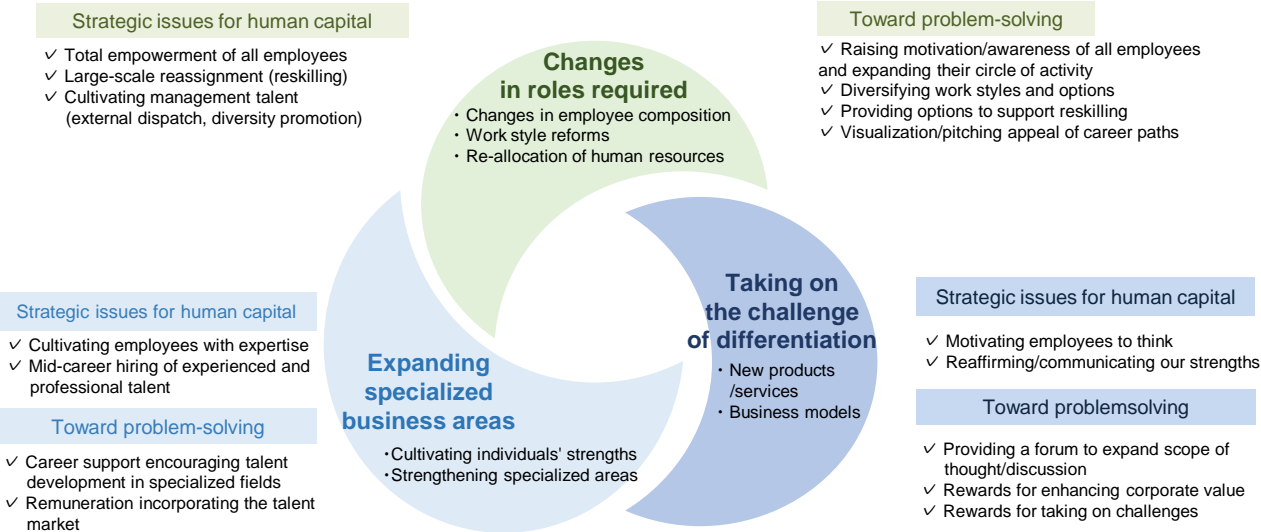 Strategic issues for human capital
✓ Total empowerment of all employees
✓ Large-scale reassignment (reskilling)
✓ Cultivating management talent
(external dispatch, diversity promotion)
Changes
in roles required
・Changes in employee composition
・Work style reforms
・Re-allocation of human resources
Toward problem-solving
✓ Raising motivation/awareness of all employees
and expanding their circle of activity
✓ Diversifying work styles and options
✓ Providing options to support reskilling
✓ Visualization/pitching appeal of career paths
Strategic issues for human capital
✓ Cultivating employees with expertise
✓ Mid-career hiring of experienced and
professional talent
Toward problem-solving
✓ Career support encouraging talent
development in specialized fields
✓ Remuneration incorporating the talent
market
Expanding
specialized
business areas
・Cultivating individuals' strengths
・Strengthening specialized areas
Taking on
the challenge
of differentiation
・New products
/services
・Business models
Strategic issues for human capital
✓ Motivating employees to think
✓ Reaffirming/communicating our strengths
Toward problemsolving
✓ Providing a forum to expand scope of
thought/discussion
✓ Rewards for enhancing corporate value
✓ Rewards for taking on challenges